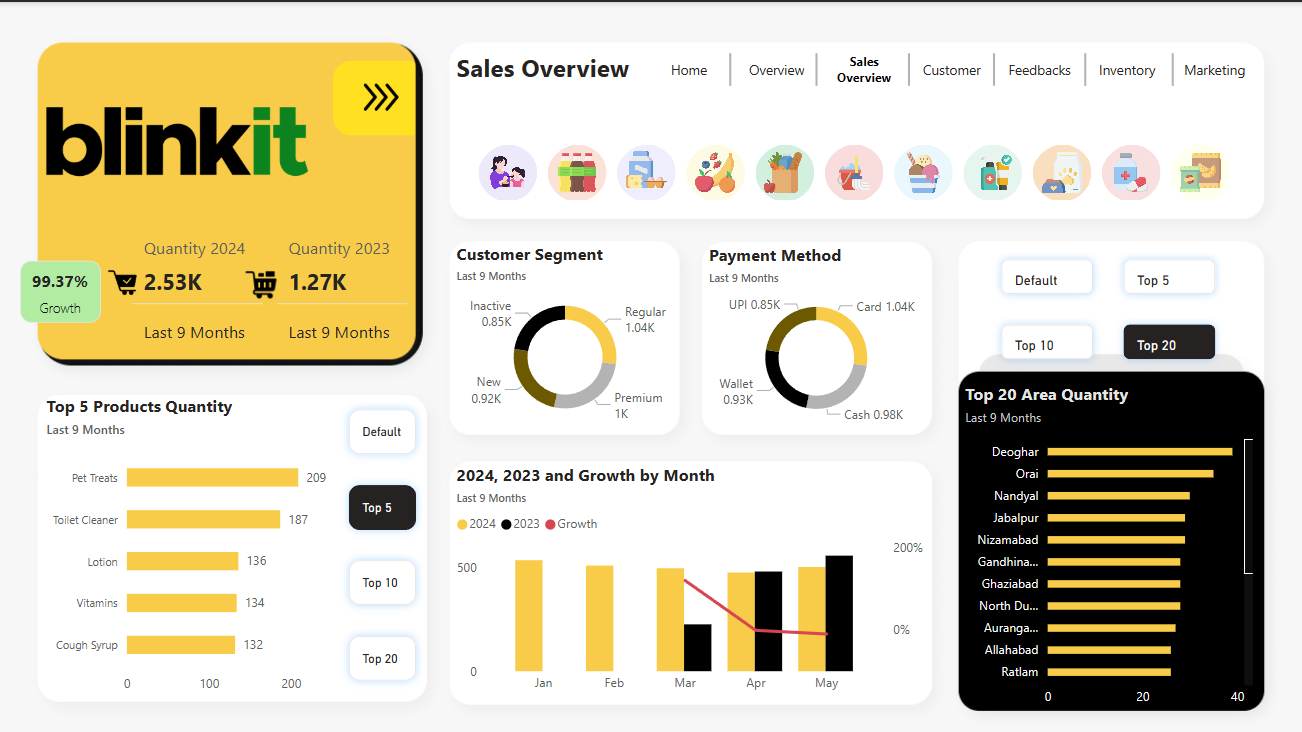 blinkit
Quantity 2024
Quantity 2023
99.37%
Growth
2.53K
1.27K
Last 9 Months
Last 9 Months
Sales Overview
Home
Overview
Sales
Overview
Customer
Feedbacks
Inventory
Marketing
Customer Segment
Last 9 Months
Inactive
0.85K
Regular
1.04K
New
0.92K
Premium
1K
Payment Method
Last 9 Months
UPI 0.85K
Card 1.04K
Wallet
0.93K
Cash 0.98K
Default
Top 5
Top 10
Top 20
Top 5 Products Quantity
Last 9 Months
Pet Treats
209
Toilet Cleaner
187
Lotion
136
Vitamins
134
Cough Syrup
132
0
100
200
Default
Top 5
Top 10
Top 20
2024, 2023 and Growth by Month
Last 9 Months
2024
2023
Growth
500
0
200%
0%
Jan
Feb
Mar
Apr
May
Top 20 Area Quantity
Last 9 Months
Deoghar
Orai
Nandyal
Jabalpur
Nizamabad
Gandhina...
Ghaziabad
North Du...
Auranga...
Allahabad
Ratlam
0
20
40